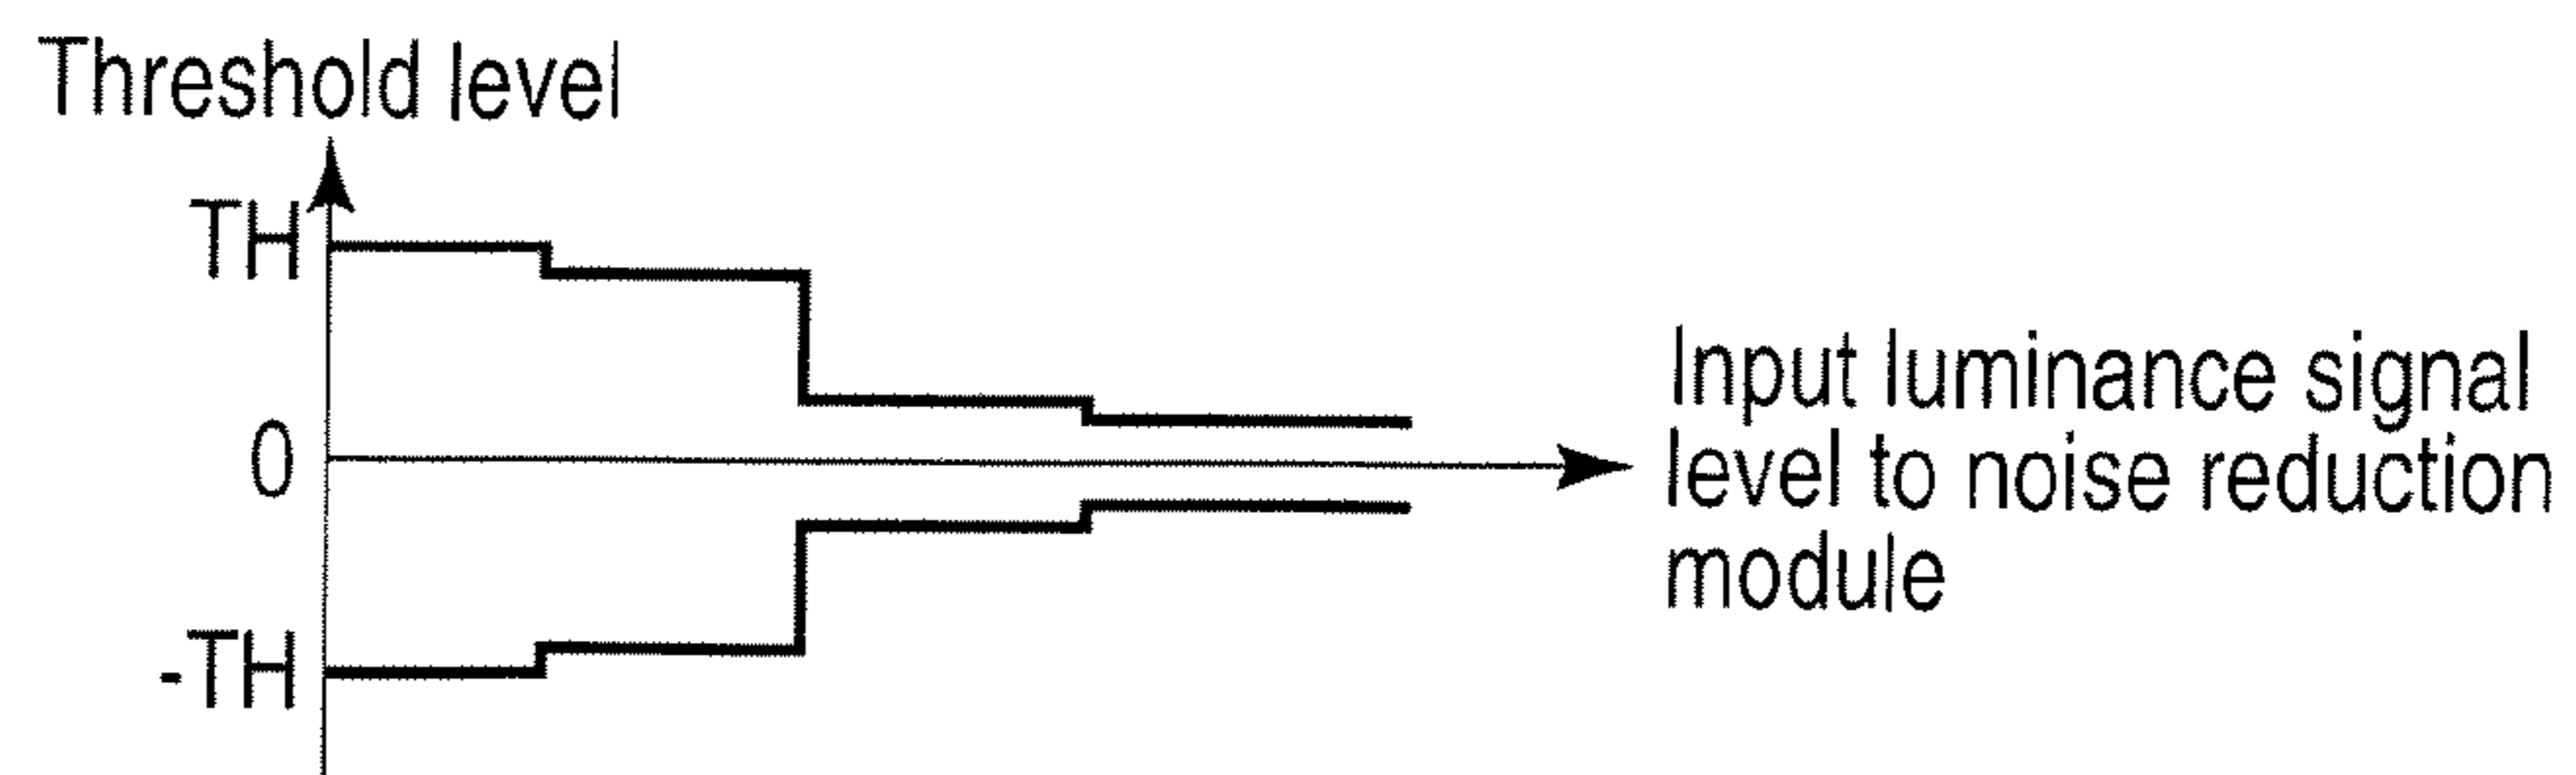 Threshold level
TH
0
-TH
Input luminance signal
level to noise reduction
module